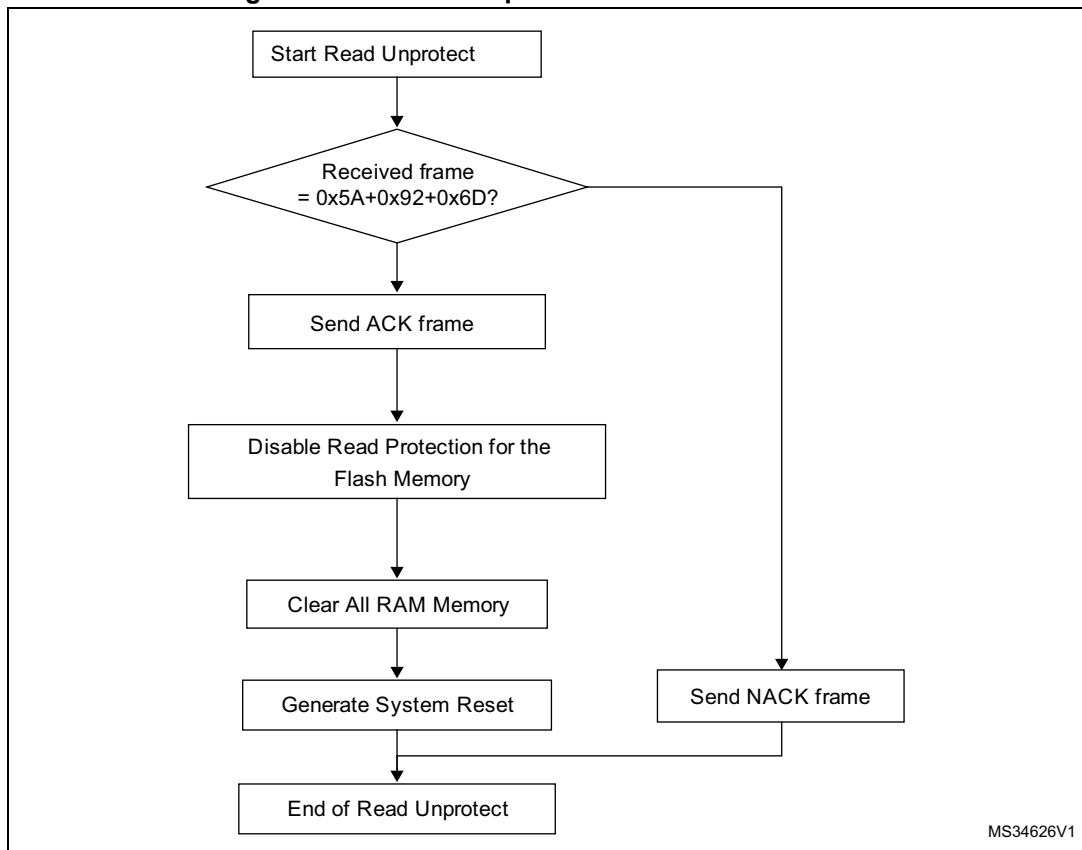 Start Read Unprotect
Received frame
= 0x5A+0x92+0x6D?
Send ACK frame
Disable Read Protection for the
Flash Memory
Clear All RAM Memory
Generate System Reset
Send NACK frame
End of Read Unprotect
MS34626V1